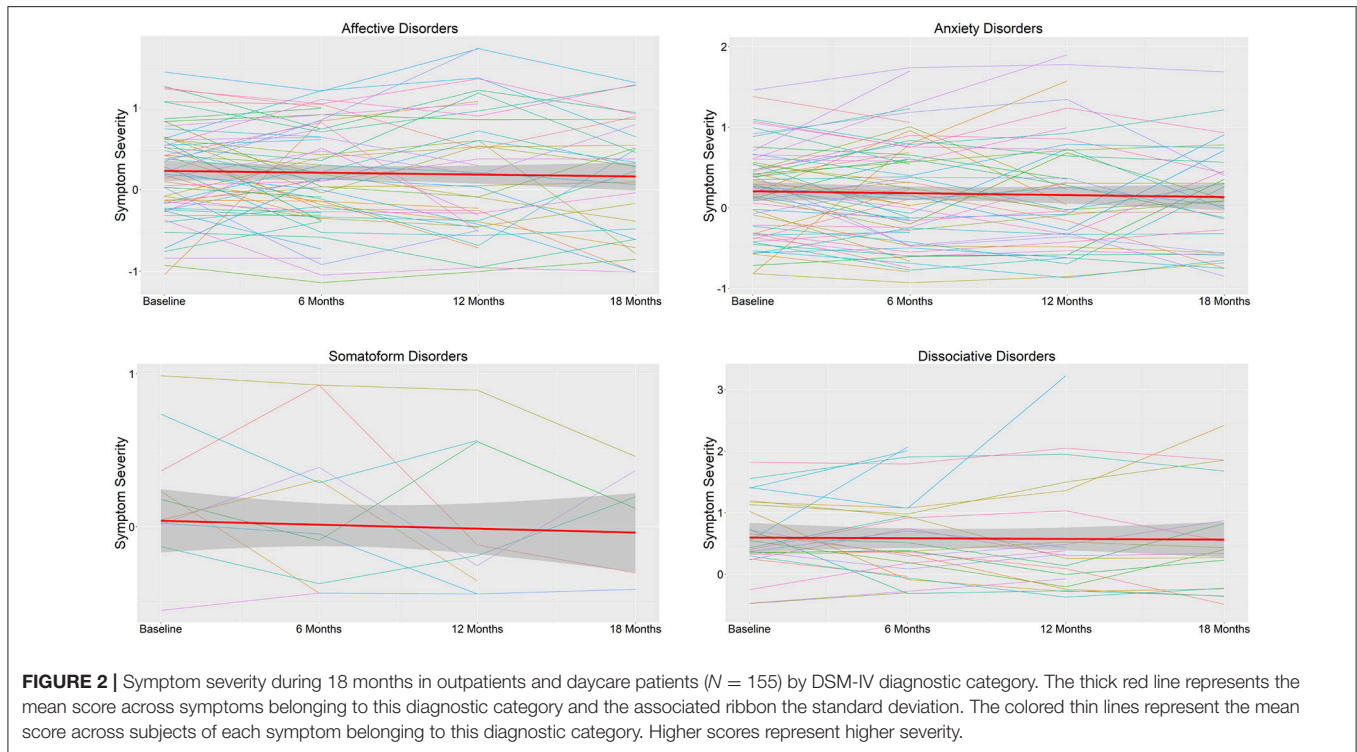 Affective Disorders
Symptom Severity
1
0
-1
Baseline 6 Months 12 Months 18 Months
Anxiety Disorders
Symptom Severity
2
1
0
-1
Baseline 6 Months 12 Months 18 Months
Somatoform Disorders
Symptom Severity
1
0
Baseline 6 Months 12 Months 18 Months
Dissociative Disorders
Symptom Severity
3
2
1
0
Baseline 6 Months 12 Months 18 Months
FIGURE 2 | Symptom severity during 18 months in outpatients and daycare patients (N = 155) by DSM-IV diagnostic category. The thick red line represents the
mean score across symptoms belonging to this diagnostic category and the associated ribbon the standard deviation. The colored thin lines represent the mean
score across subjects of each symptom belonging to this diagnostic category. Higher scores represent higher severity.